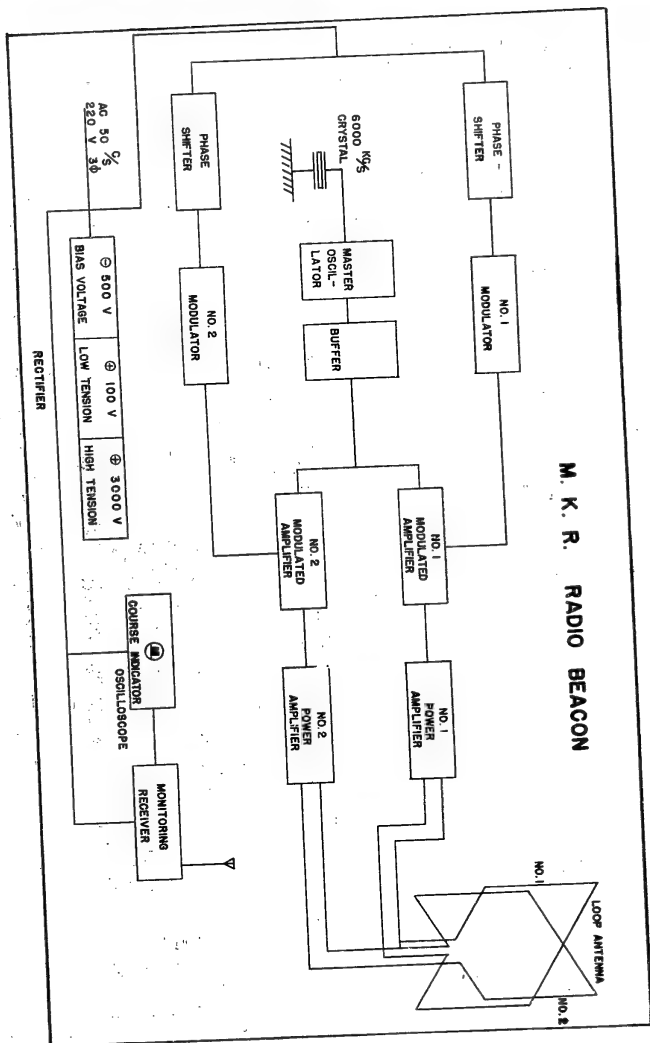 M. K. R. RADIO BEACON
PHASE -
SHIFTER
NO. 1
MODULATOR
NO. 1
MODULATED
AMPLIFIER
NO. 1
POWER
AMPLIFIER
LOOP ANTENNA
NO.1
NO.2
6000 KC/S
CRYSTAL
MASTER
OSCIL-
LATOR
BUFFER
PHASE
SHIFTER
NO. 2
MODULATOR
NO. 2
MODULATED
AMPLIFIER
NO. 2
POWER
AMPLIFIER
AC 50 C/S
220 V 3ϕ
⊖ 500 V
BIAS VOLTAGE
⊕ 100 V
LOW TENSION
⊕ 3000 V
HIGH TENSION
RECTIFIER
COURSE INDICATOR
OSCILLOSCOPE
MONITORING
RECEIVER